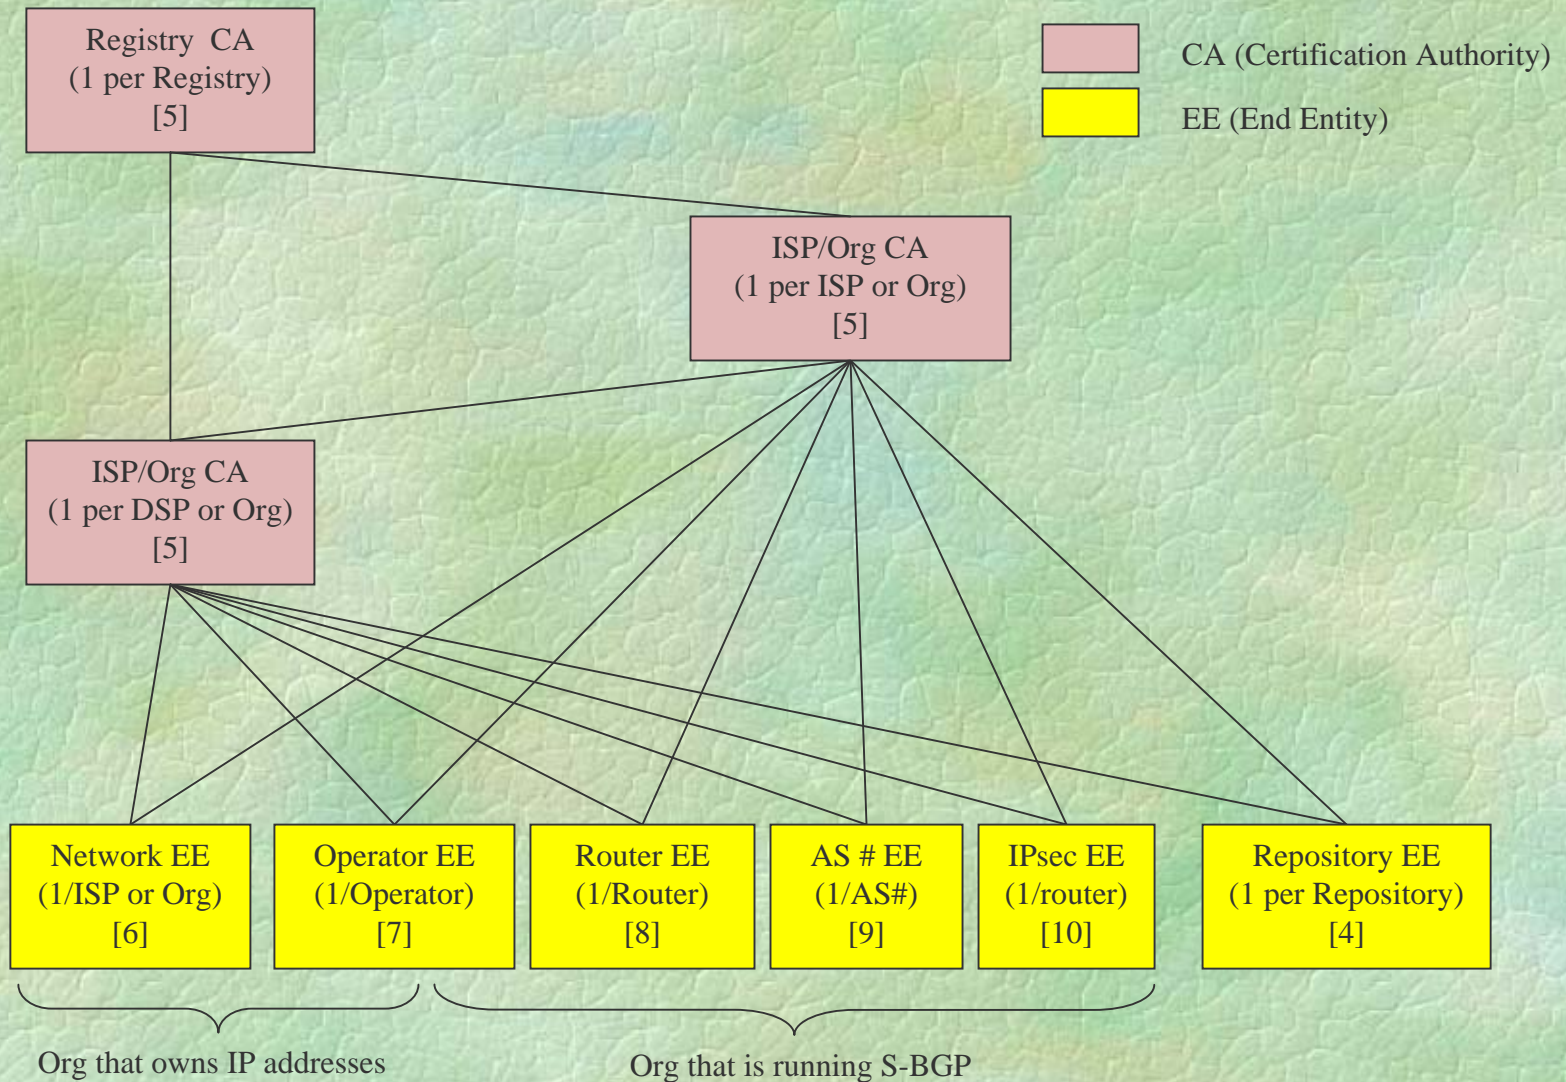 Registry CA
(1 per Registry)
[5]
CA (Certification Authority)
EE (End Entity)
ISP/Org CA
(1 per ISP or Org)
[5]
ISP/Org CA
(1 per DSP or Org)
[5]
Network EE
(1/ISP or Org)
[6]
Operator EE
(1/Operator)
[7]
Router EE
(1/Router)
[8]
AS # EE
(1/AS#)
[9]
IPsec EE
(1/router)
[10]
Repository EE
(1 per Repository)
[4]
Org that owns IP addresses
Org that is running S-BGP